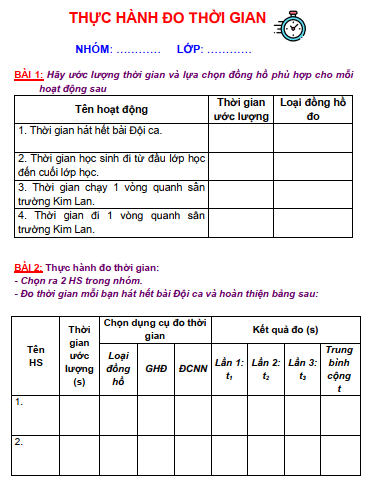 THỰC HÀNH ĐO THỜI GIAN
NHÓM: ............ LỚP: ............
BÀI 1: Hãy ước lượng thời gian và lựa chọn đồng hồ phù hợp cho mỗi
hoạt động sau
Tên hoạt động
Thời gian
ước lượng
Loại đồng hồ
đo
1. Thời gian hát hết bài Đội ca.
2. Thời gian học sinh đi từ đầu lớp học
đến cuối lớp học.
3. Thời gian chạy 1 vòng quanh sân
trường Kim Lan.
4. Thời gian đi 1 vòng quanh sân
trường Kim Lan.
BÀI 2: Thực hành đo thời gian:
- Chọn ra 2 HS trong nhóm.
- Đo thời gian mỗi bạn hát hết bài Đội ca và hoàn thiện bảng sau:
Tên
HS
Thời
gian
ước
lượng
(s)
Chọn dụng cụ đo thời
gian
Kết quả đo (s)
Loại
đồng
hồ
GHĐ
ĐCNN
Lần 1:
t₁
Lần 2:
t₂
Lần 3:
t₃
Trung
bình
cộng
t
1.
2.